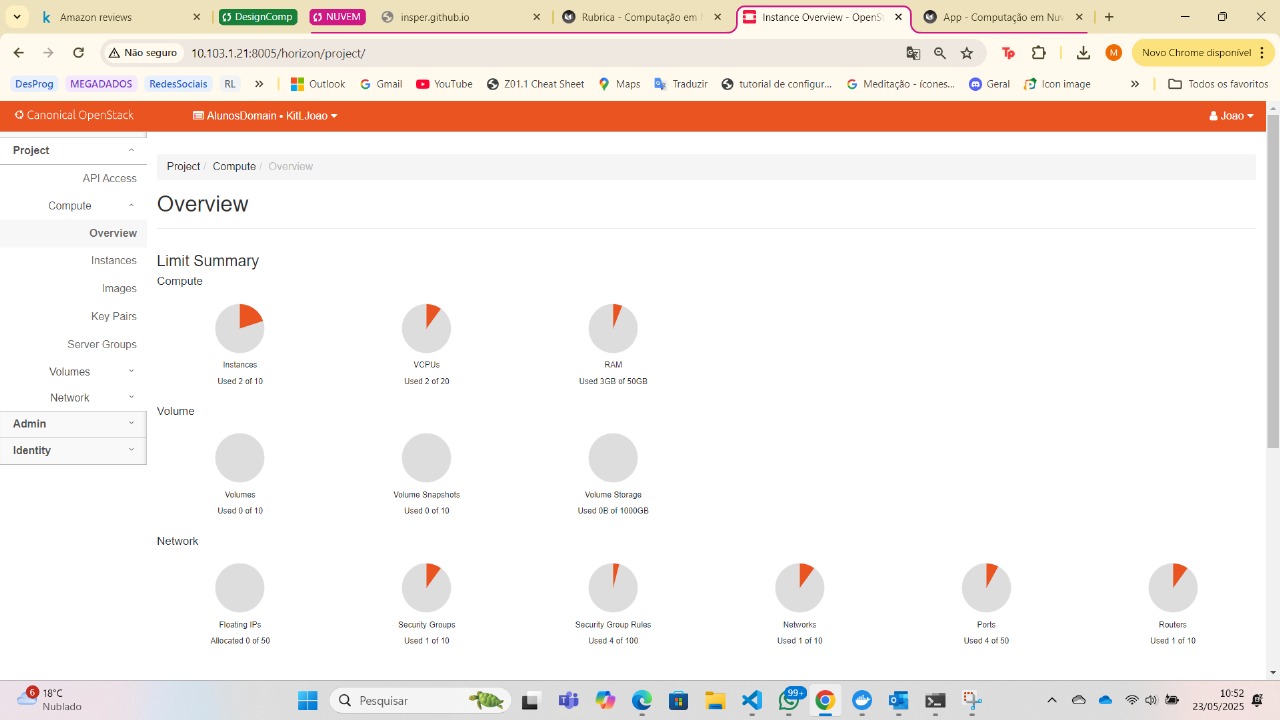 Anual review
DesignComp
NUVEM
insper.github.io
Rubrica - Computação em
Instance Overview - OpenSt
App - Computação em Nuv
Não seguro
10.103.1.21:8005/horizon/project/
M
Novo Chrome disponível
DesProg
MEGADADOS
RedesSociais
RL
Outlook
Gmail
YouTube
Z01.1 Cheat Sheet
Maps
Traduzir
tutorial de configur...
Meditação - ícones...
Geral
Icon image
Todos os favoritos
Canonical OpenStack
AlunosDomain • KitLJoao
Joao
Project
API Access
Compute
Overview
Instances
Images
Key Pairs
Server Groups
Volumes
Network
Admin
Identity
Project / Compute / Overview
Overview
Limit Summary
Compute
Instances
Used 2 of 10
VCPUs
Used 2 of 20
RAM
Used 3GB of 50GB
Volume
Volumes
Used 0 of 10
Volume Snapshots
Used 0 of 10
Volume Storage
Used 0B of 1000GB
Network
Floating IPs
Allocated 0 of 50
Security Groups
Used 1 of 10
Security Group Rules
Used 4 of 100
Networks
Used 1 of 10
Ports
Used 4 of 50
Routers
Used 1 of 10
6
18°C
Nublado
Pesquisar
99+
10:52
23/05/2025